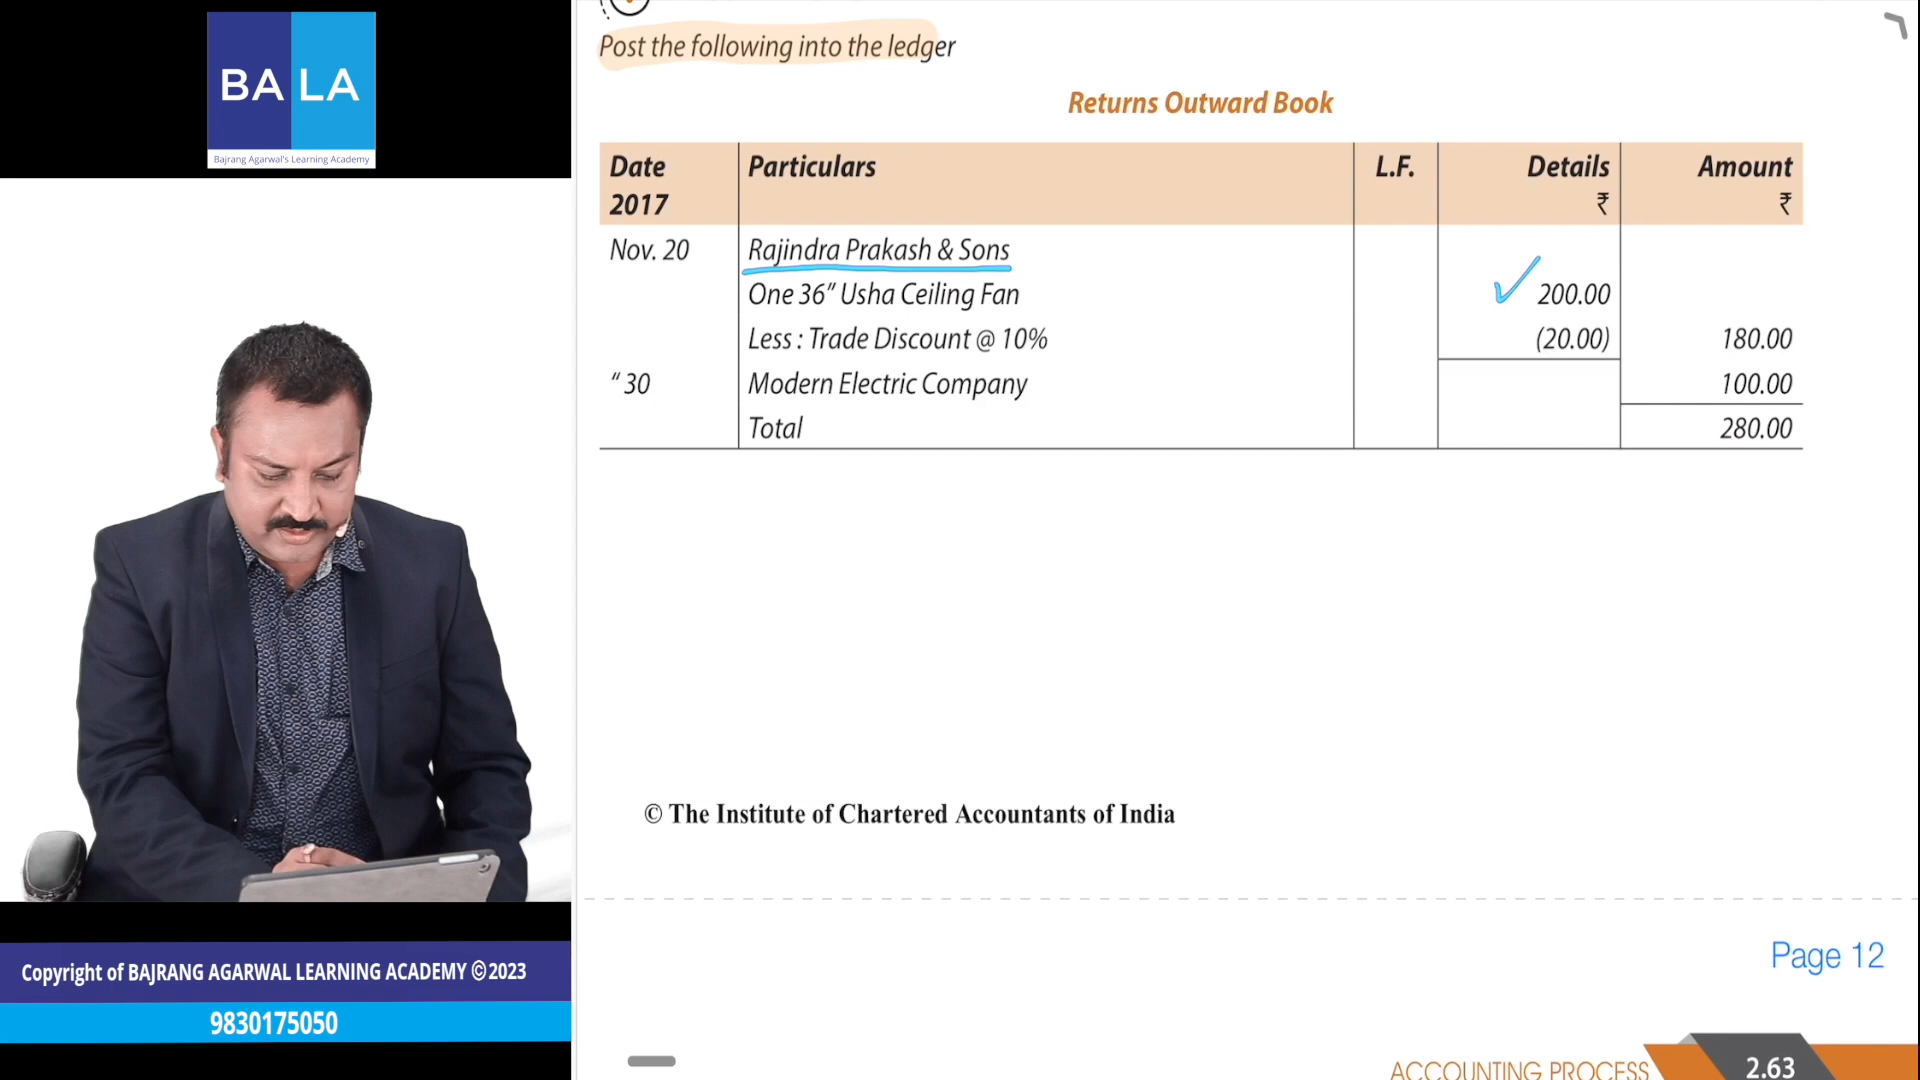 BA LA
Bajrang Agarwal's Learning Academy
Post the following into the ledger
Returns Outward Book
Date 2017 Particulars L.F. Details ₹ Amount ₹
Nov. 20 Rajindra Prakash & Sons
One 36" Usha Ceiling Fan 200.00
Less : Trade Discount @ 10% (20.00) 180.00
" 30 Modern Electric Company 100.00
Total 280.00
© The Institute of Chartered Accountants of India
Page 12
ACCOUNTING PROCESS 2.63
Copyright of BAJRANG AGARWAL LEARNING ACADEMY ©2023
9830175050